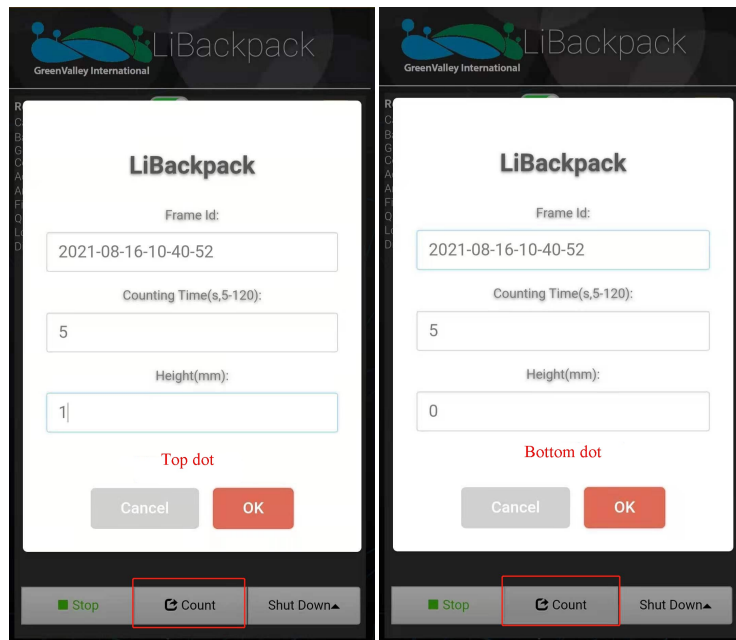 LiBackpack
GreenValley International
LiBackpack
Frame Id:
2021-08-16-10-40-52
Counting Time(s,5-120):
5
Height(mm):
1
Top dot
Cancel
OK
Stop
Count
Shut Down
LiBackpack
GreenValley International
LiBackpack
Frame Id:
2021-08-16-10-40-52
Counting Time(s,5-120):
5
Height(mm):
0
Bottom dot
Cancel
OK
Stop
Count
Shut Down